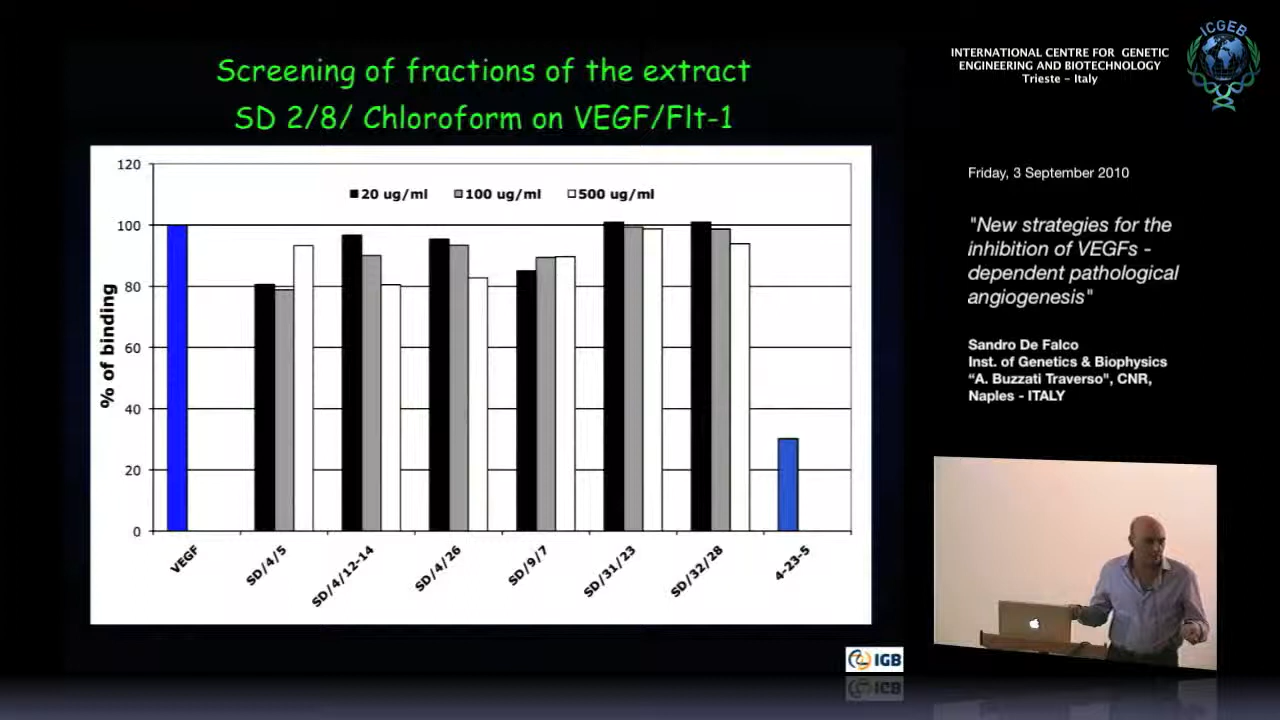 Screening of fractions of the extract
SD 2/8/ Chloroform on VEGF/Flt-1
120
100
80
60
40
20
0
% of binding
20 ug/ml 100 ug/ml 500 ug/ml
VEGF
SD/4/5
SD/4/12-14
SD/4/26
SD/9/7
SD/31/23
SD/32/28
4-23-5
IGB
INTERNATIONAL CENTRE FOR GENETIC
ENGINEERING AND BIOTECHNOLOGY
Trieste - Italy
ICGEB
Friday, 3 September 2010
"New strategies for the
inhibition of VEGFs -
dependent pathological
angiogenesis"
Sandro De Falco
Inst. of Genetics & Biophysics
"A. Buzzati Traverso", CNR,
Naples - ITALY